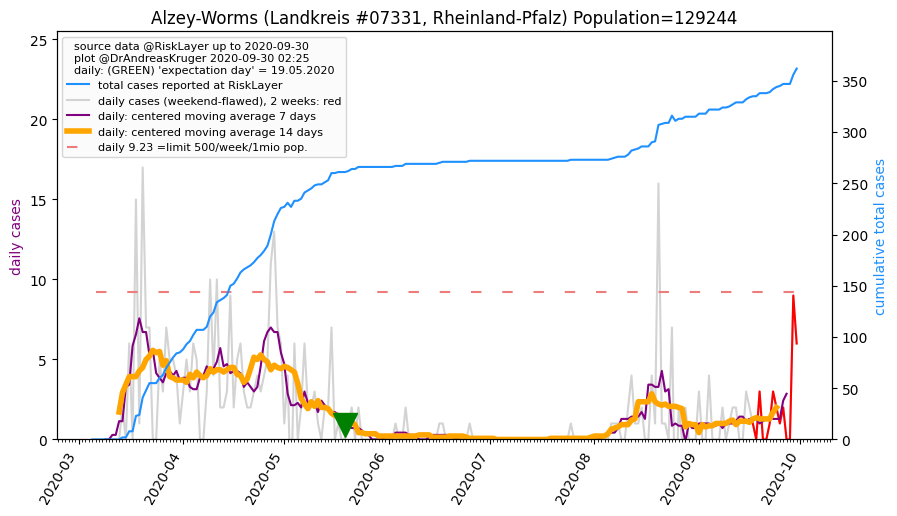 Alzey-Worms (Landkreis #07331, Rheinland-Pfalz) Population=129244
source data @RiskLayer up to 2020-09-30
plot @DrAndreasKruger 2020-09-30 02:25
daily: (GREEN) 'expectation day' = 19.05.2020
total cases reported at RiskLayer
daily cases (weekend-flawed), 2 weeks: red
daily: centered moving average 7 days
daily: centered moving average 14 days
daily 9.23 =limit 500/week/1mio pop.
daily cases
25
20
15
10
5
0
cumulative total cases
350
300
250
200
150
100
50
0
2020-03
2020-04
2020-05
2020-06
2020-07
2020-08
2020-09
2020-10